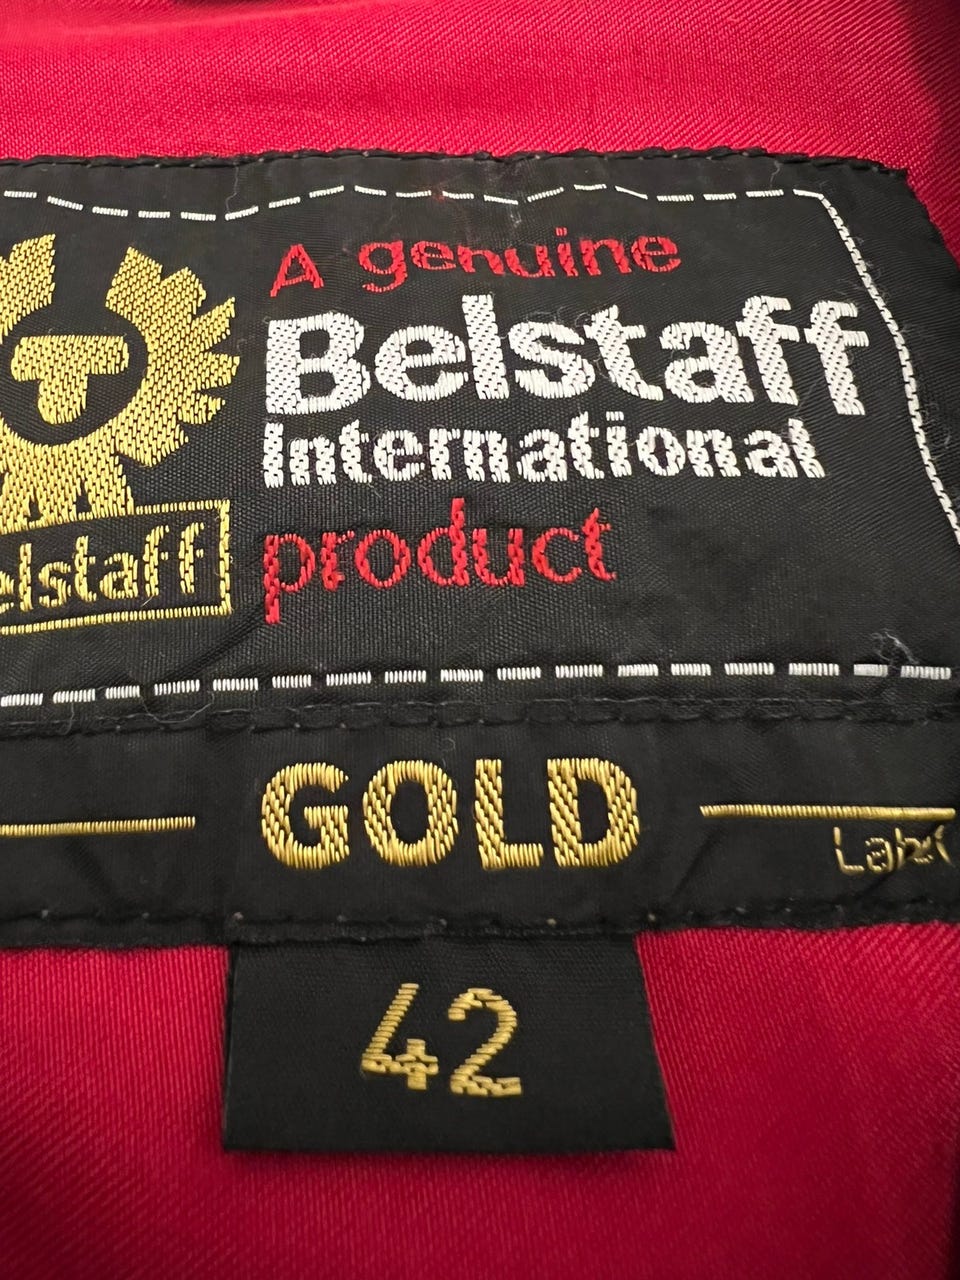 A genuine
Belstaff
International
product
elstaff
GOLD
Label
42